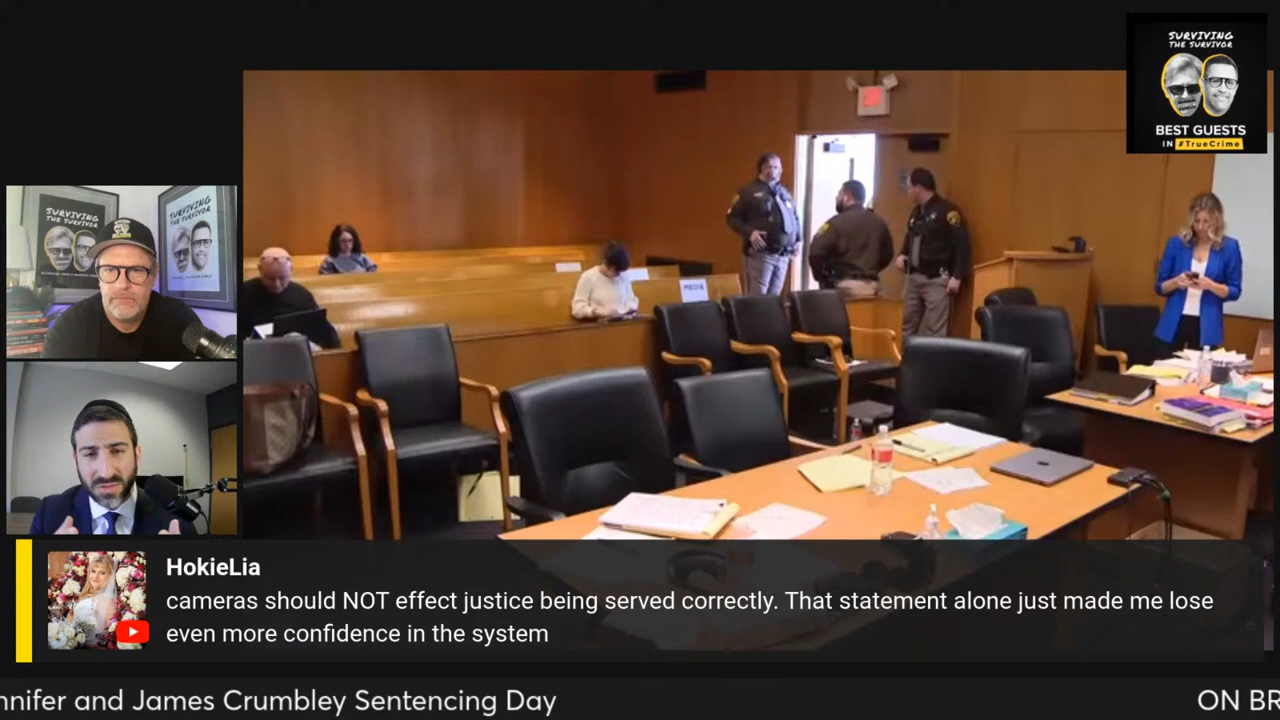 SURVIVING
THE SURVIVOR
BEST GUESTS
IN #TrueCrime
SURVIVING
THE SURVIVOR
SURVIVING
THE SURVIVOR
MEDIA
HokieLia
cameras should NOT effect justice being served correctly. That statement alone just made me lose
even more confidence in the system
nnifer and James Crumbley Sentencing Day
ON BR